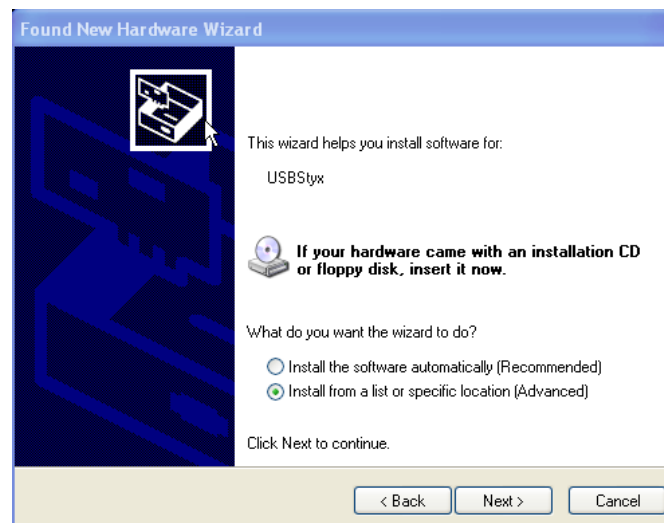 Found New Hardware Wizard
This wizard helps you install software for:
USBStyx
If your hardware came with an installation CD
or floppy disk, insert it now.
What do you want the wizard to do?
Install the software automatically (Recommended)
Install from a list or specific location (Advanced)
Click Next to continue.
< Back Next > Cancel